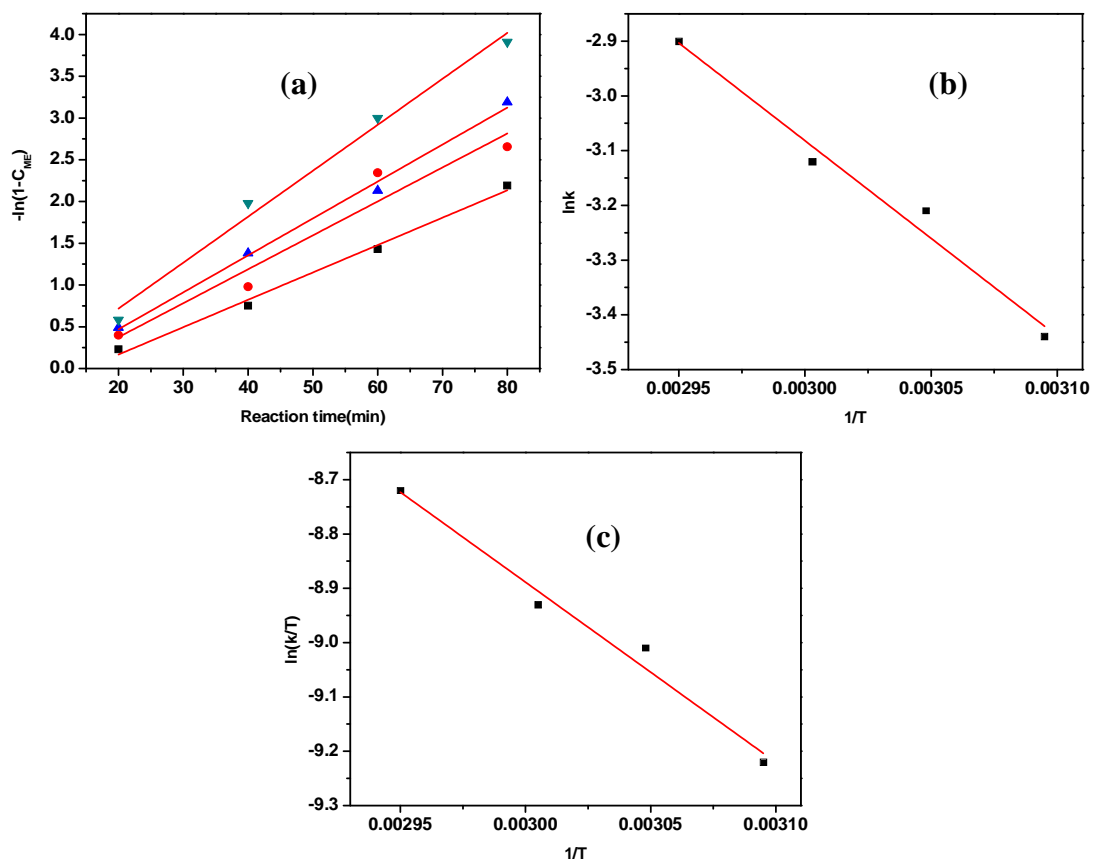 (a)
-ln(1-C_ME)
4.0
3.5
3.0
2.5
2.0
1.5
1.0
0.5
0.0
20 30 40 50 60 70 80
Reaction time(min)
(b)
lnk
-2.9
-3.0
-3.1
-3.2
-3.3
-3.4
-3.5
0.00295 0.00300 0.00305 0.00310
1/T
(c)
ln(k/T)
-8.7
-8.8
-8.9
-9.0
-9.1
-9.2
-9.3
0.00295 0.00300 0.00305 0.00310
1/T